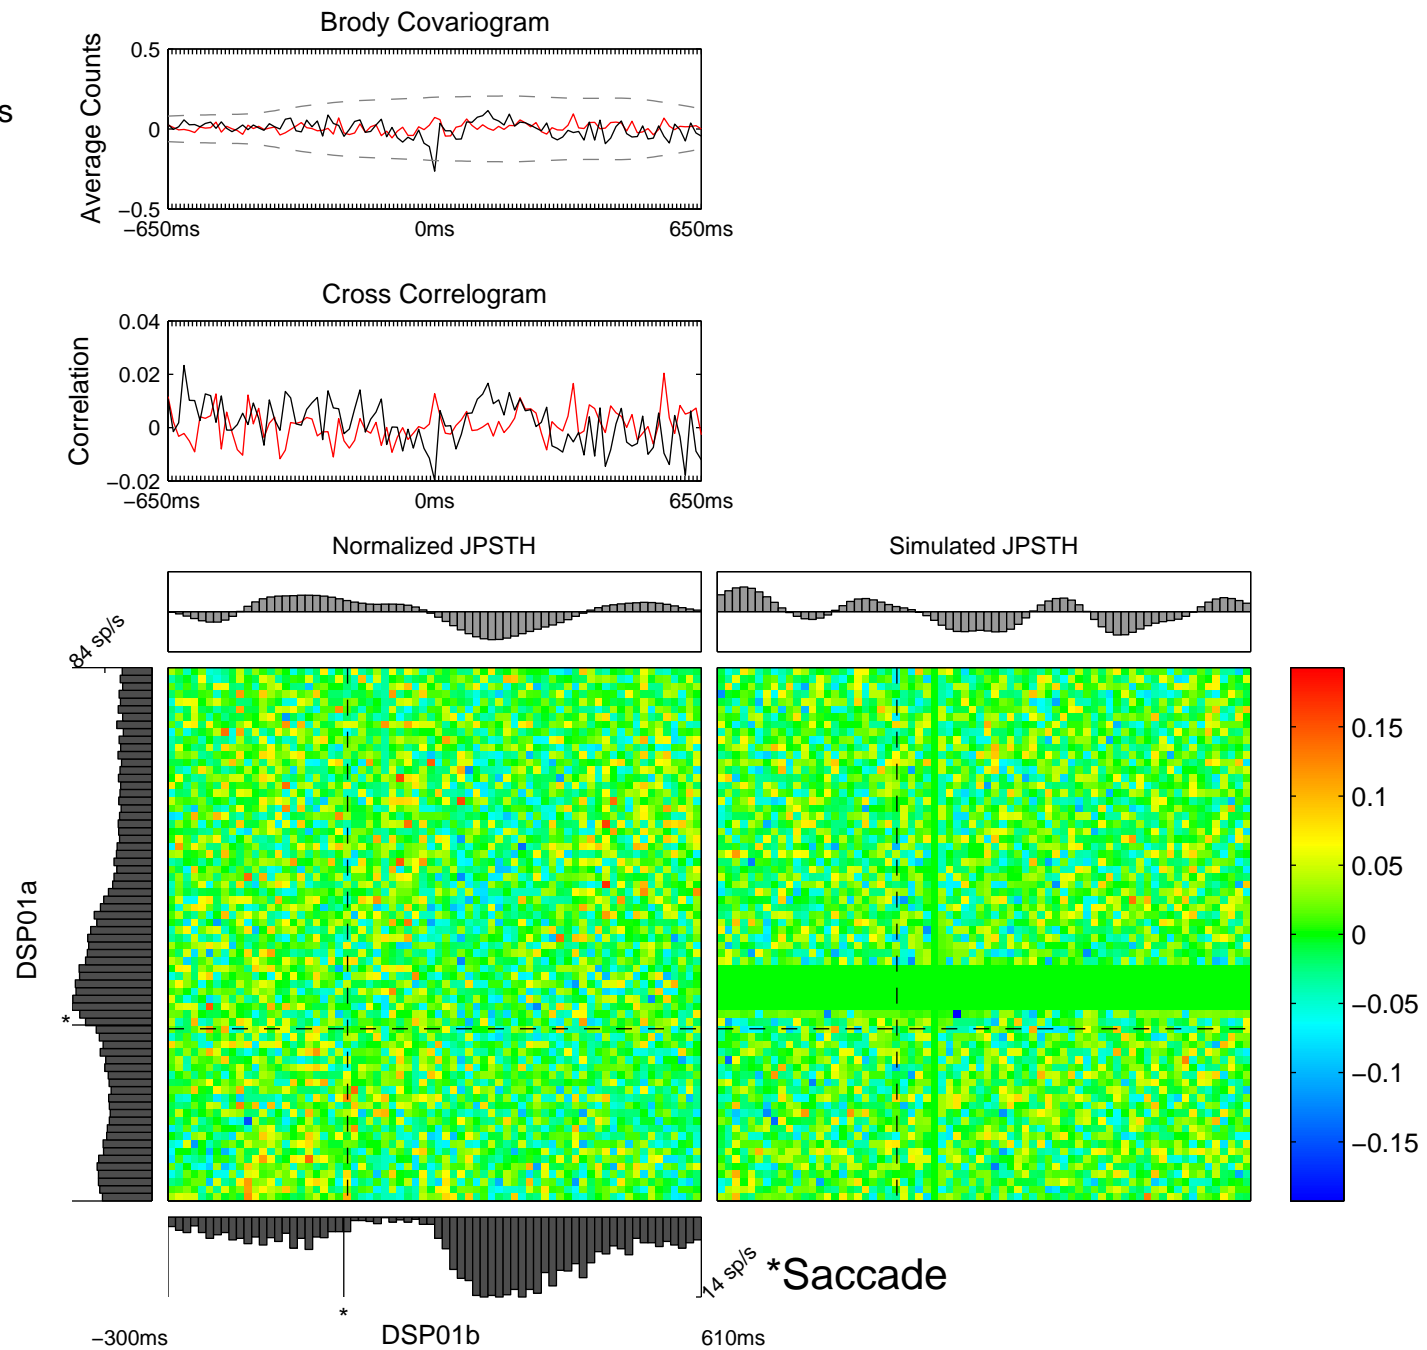 Brody Covariogram
Average Counts
s
0.5
0
−0.5
−650ms
0ms
650ms
Cross Correlogram
Correlation
0.04
0.02
0
−0.02
−650ms
0ms
650ms
Normalized JPSTH
Simulated JPSTH
84 sp/s
DSP01a
*
0.15
0.1
0.05
0
−0.05
−0.1
−0.15
14 sp/s
*Saccade
*
−300ms
DSP01b
610ms